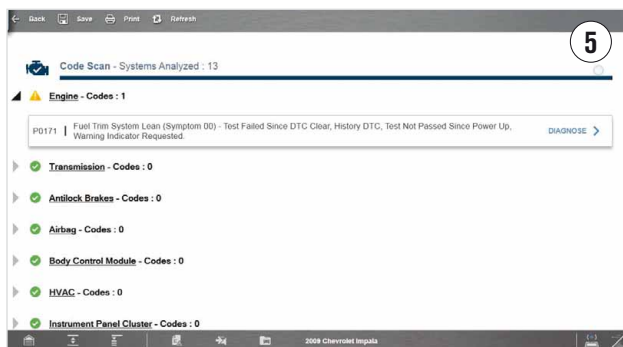 Back Save Print Refresh
5
Code Scan - Systems Analyzed : 13
Engine - Codes : 1
P0171 | Fuel Trim System Lean (Symptom 00) - Test Failed Since DTC Clear, History DTC, Test Not Passed Since Power Up,
Warning Indicator Requested.
DIAGNOSE
Transmission - Codes : 0
Antilock Brakes - Codes : 0
Airbag - Codes : 0
Body Control Module - Codes : 0
HVAC - Codes : 0
Instrument Panel Cluster - Codes : 0
2009 Chevrolet Impala